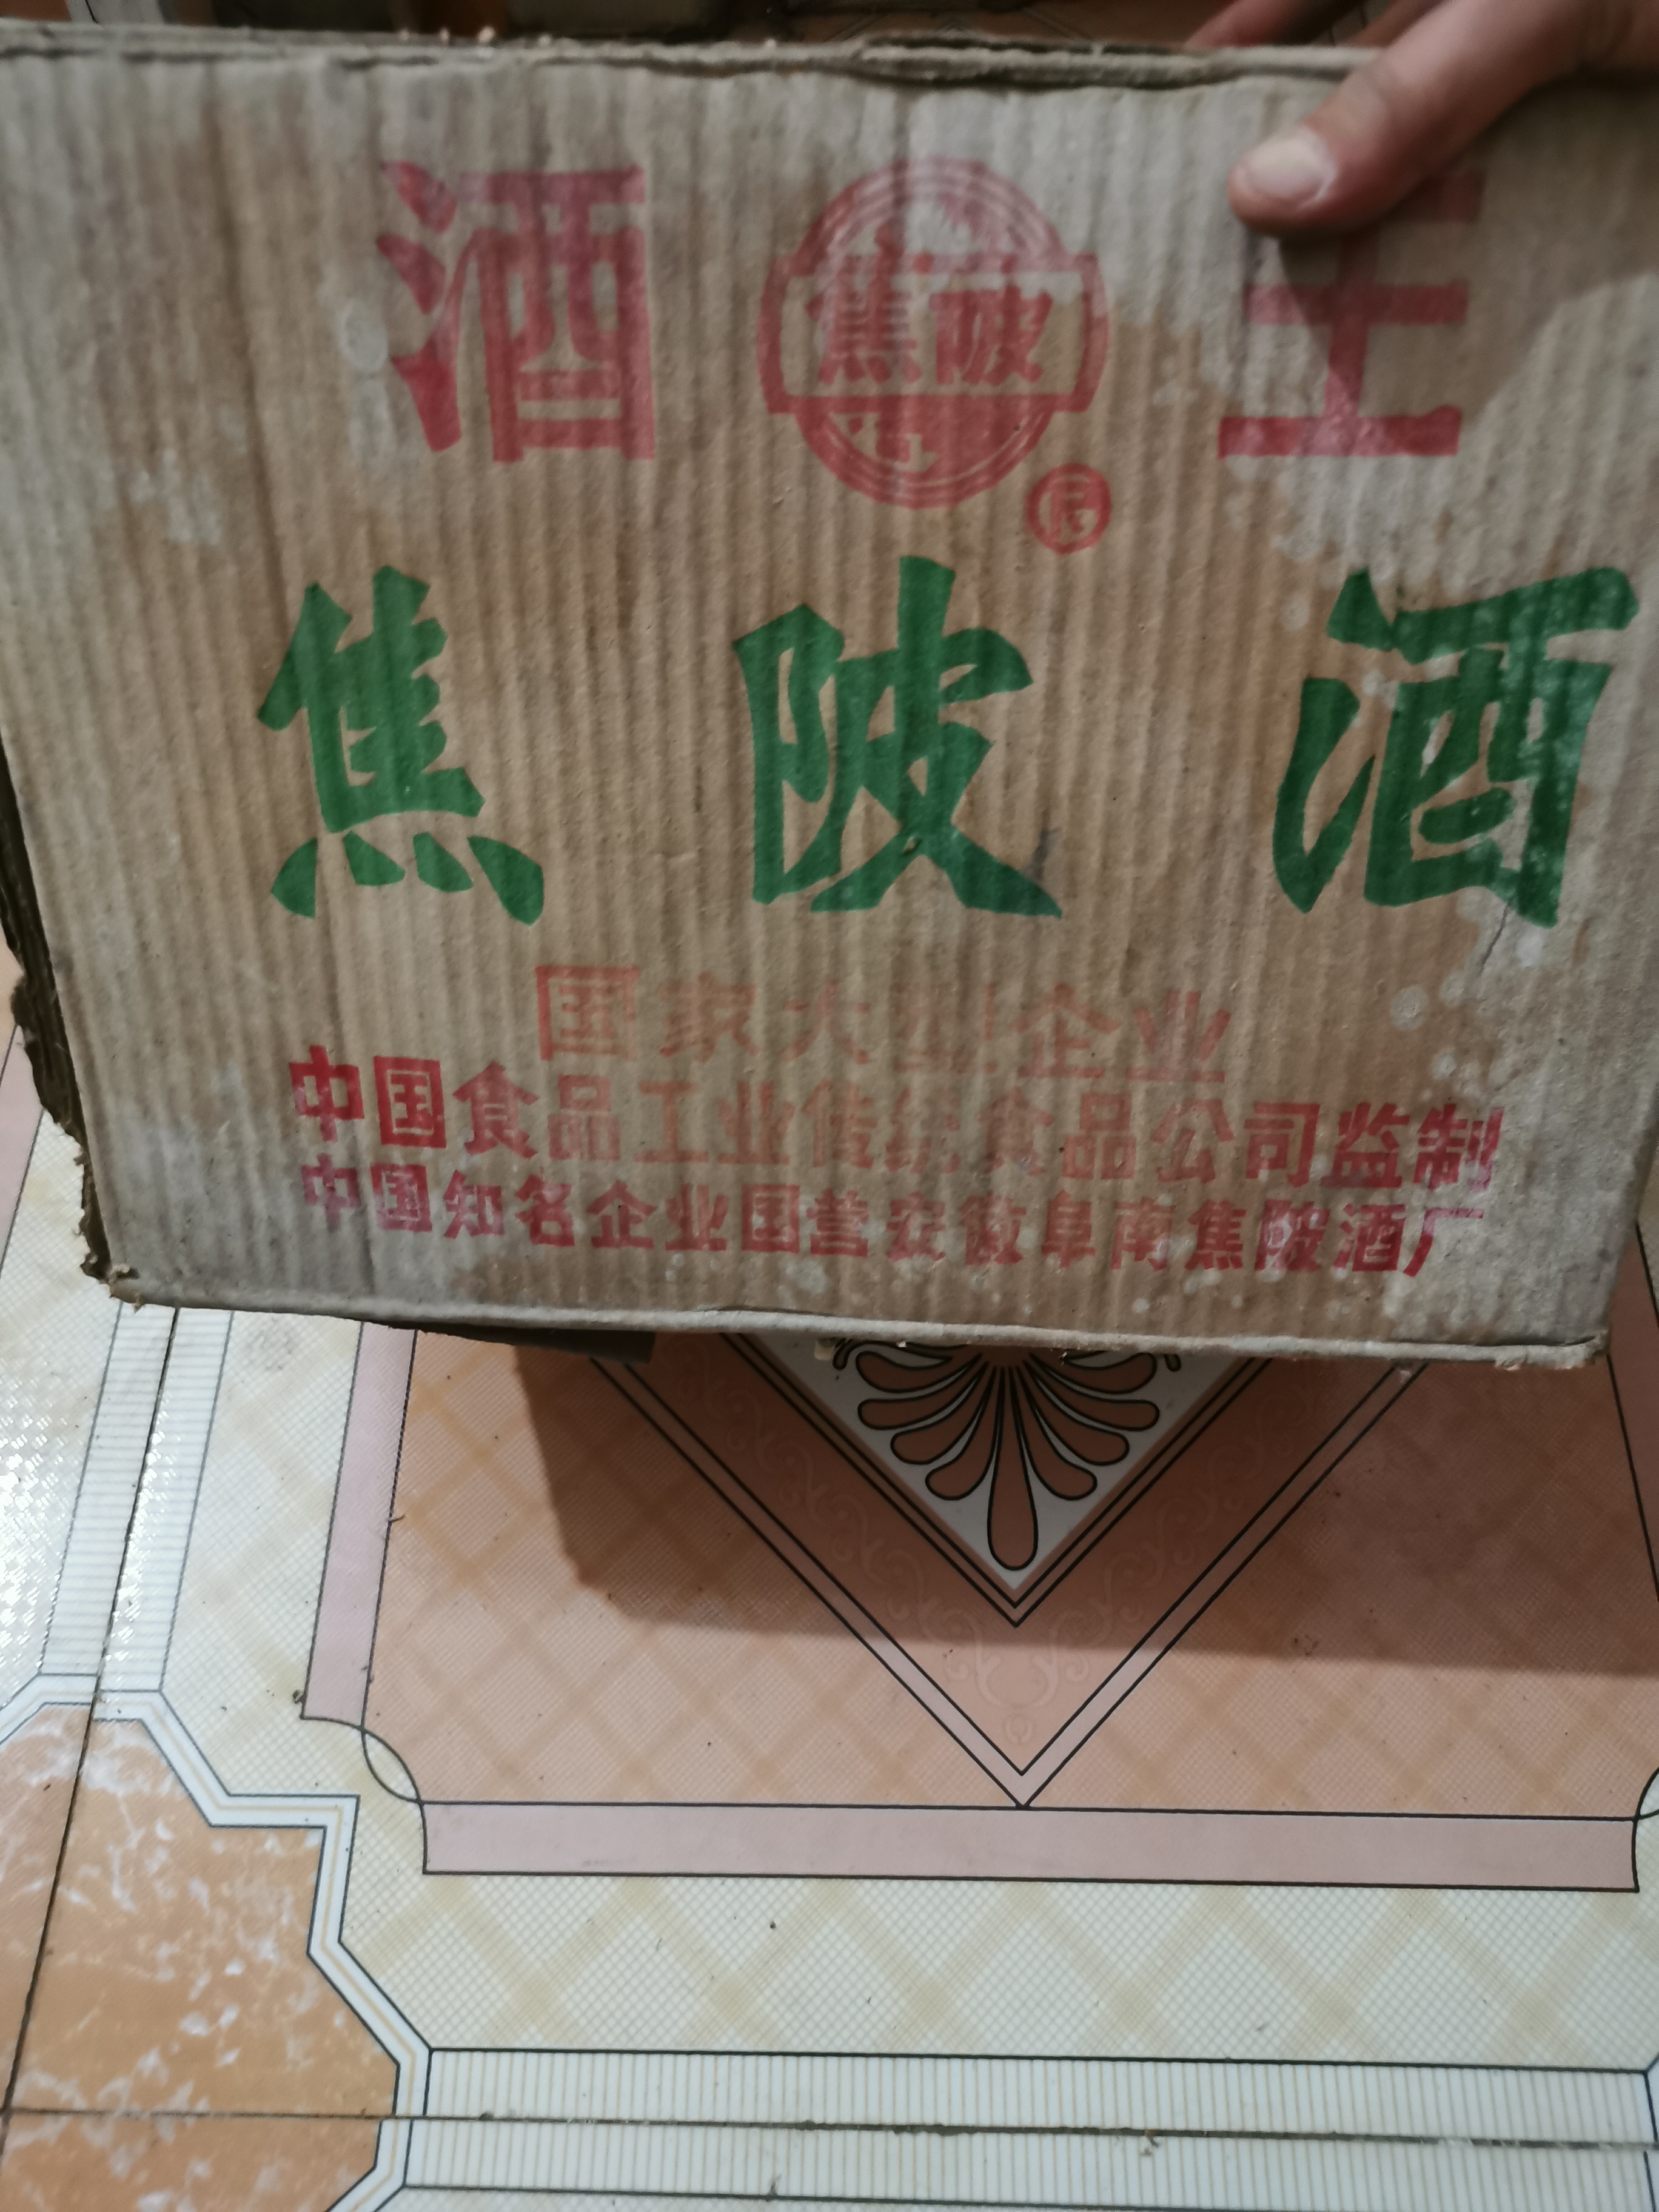 酒 焦陂 王
®
焦陂酒
国家大型企业
中国食品工业传统食品公司监制
中国知名企业国营安徽阜南焦陂酒厂